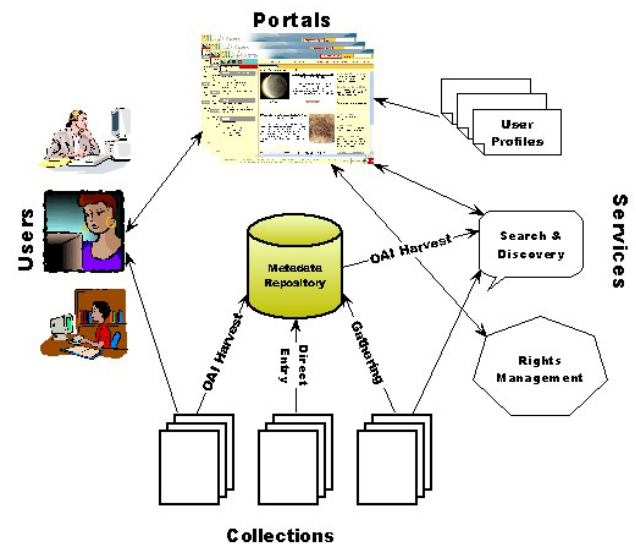 Portals
User
Profiles
Users
Services
Search &
Discovery
OAI Harvest
Metadata
Repository
OAI Harvest
Direct
Entry
Gathering
Rights
Management
Collections